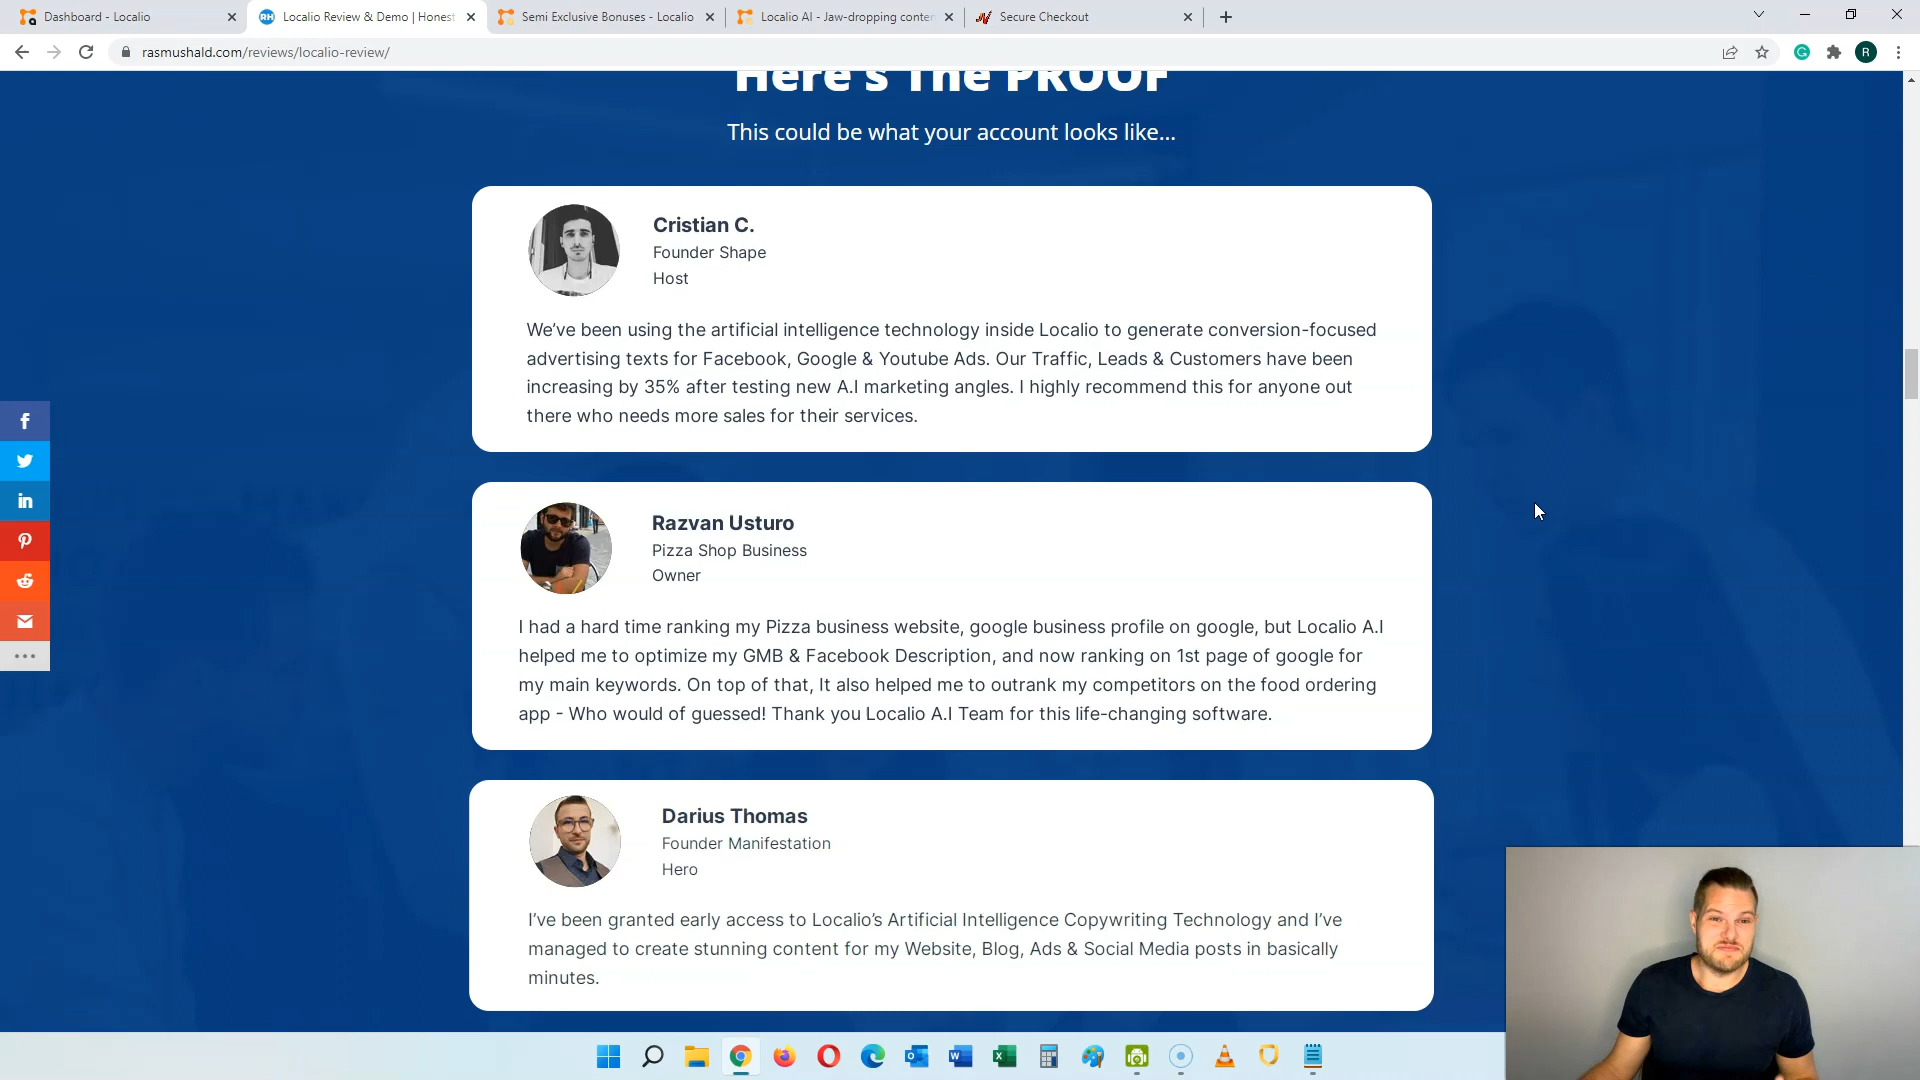 Dashboard - Localio
Localio Review & Demo | Honest
Semi Exclusive Bonuses - Localio
Localio AI - Jaw-dropping conten
Secure Checkout
rasmushald.com/reviews/localio-review/
Here's The PROOF
This could be what your account looks like...
Cristian C.
Founder Shape
Host
We've been using the artificial intelligence technology inside Localio to generate conversion-focused
advertising texts for Facebook, Google & Youtube Ads. Our Traffic, Leads & Customers have been
increasing by 35% after testing new A.I marketing angles. I highly recommend this for anyone out
there who needs more sales for their services.
Razvan Usturo
Pizza Shop Business
Owner
I had a hard time ranking my Pizza business website, google business profile on google, but Localio A.I
helped me to optimize my GMB & Facebook Description, and now ranking on 1st page of google for
my main keywords. On top of that, It also helped me to outrank my competitors on the food ordering
app - Who would of guessed! Thank you Localio A.I Team for this life-changing software.
Darius Thomas
Founder Manifestation
Hero
I've been granted early access to Localio's Artificial Intelligence Copywriting Technology and I've
managed to create stunning content for my Website, Blog, Ads & Social Media posts in basically
minutes.